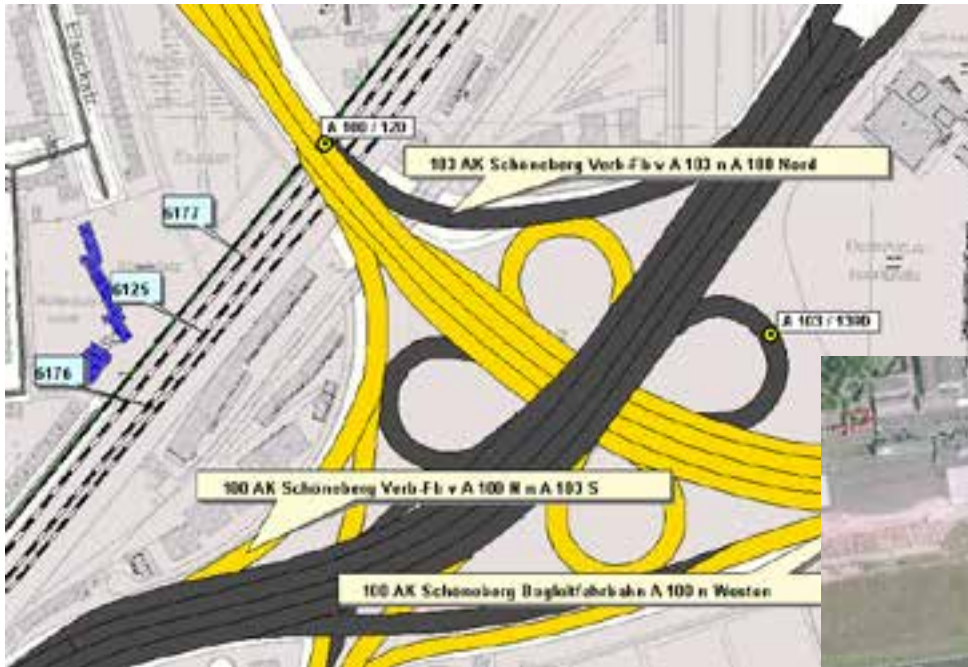 A 100 / 120
103 AK Schöneberg Verb-Fb v A 103 n A 100 Nord
6177
6125
A 103 / 1300
6176
100 AK Schöneberg Verb-Fb v A 100 N n A 103 S
100 AK Schöneberg Begleitfahrbahn A 100 n Westen